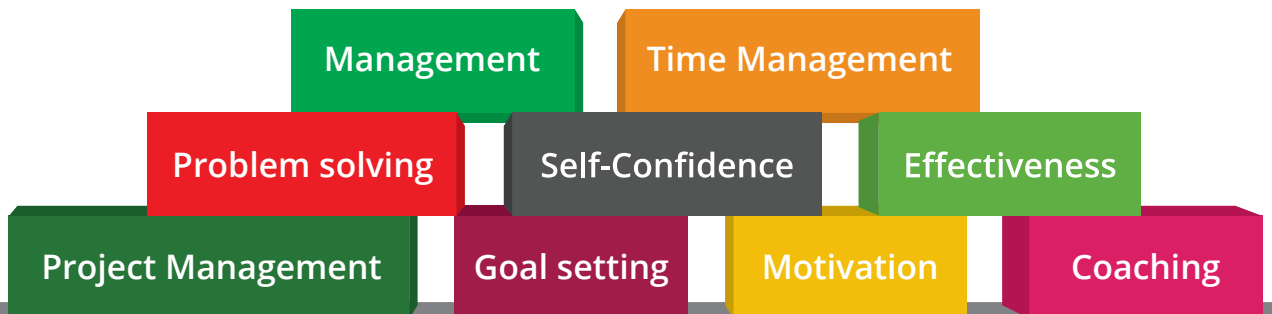 Management
Time Management
Problem solving
Self-Confidence
Effectiveness
Project Management
Goal setting
Motivation
Coaching